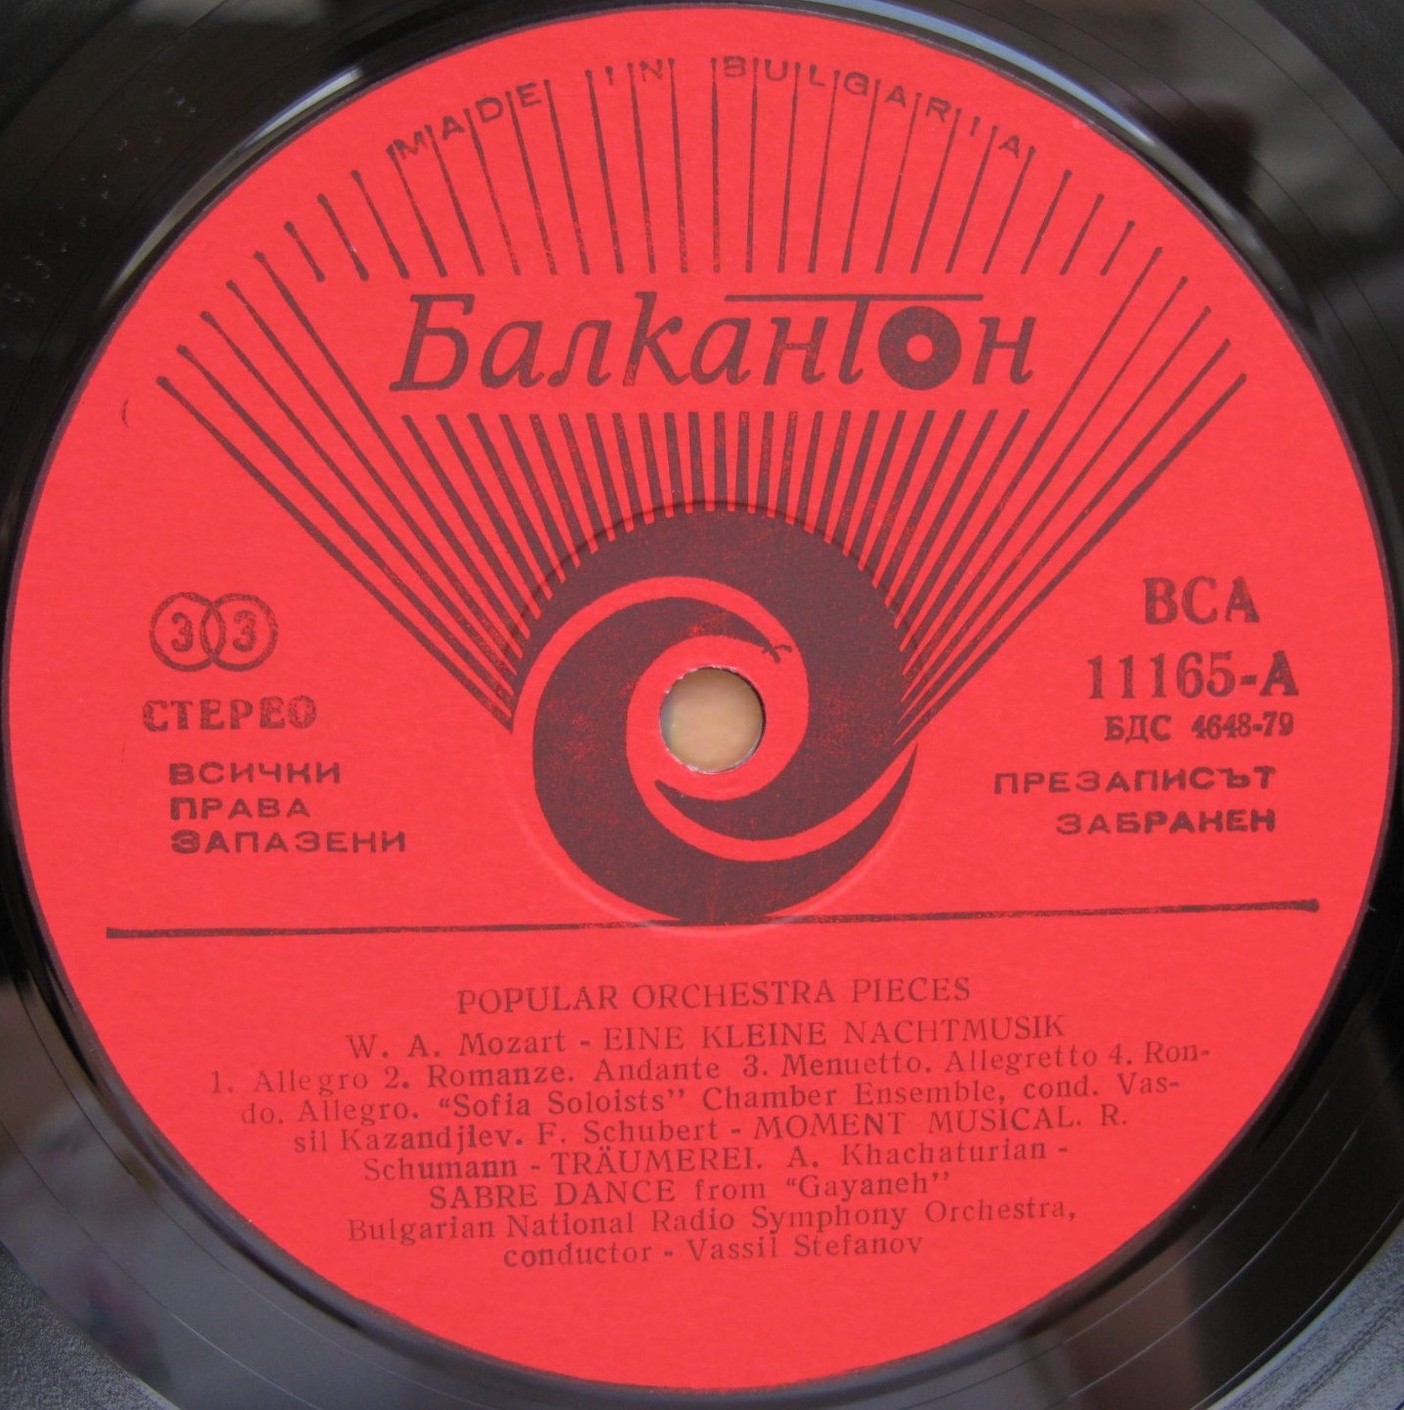 MADE IN BULGARIA
Балкантон
33
СТЕРЕО
ВСИЧКИ
ПРАВА
ЗАПАЗЕНИ
ВСА
11165-А
БДС 4648-79
ПРЕЗАПИСЪТ
ЗАБРАНЕН
POPULAR ORCHESTRA PIECES
W. A. Mozart - EINE KLEINE NACHTMUSIK
1. Allegro 2. Romanze. Andante 3. Menuetto. Allegretto 4. Ron-
do. Allegro. “Sofia Soloists” Chamber Ensemble, cond. Vas-
sil Kazandjiev. F. Schubert - MOMENT MUSICAL. R.
Schumann - TRÄUMEREI. A. Khachaturian -
SABRE DANCE from “Gayaneh”
Bulgarian National Radio Symphony Orchestra,
conductor - Vassil Stefanov